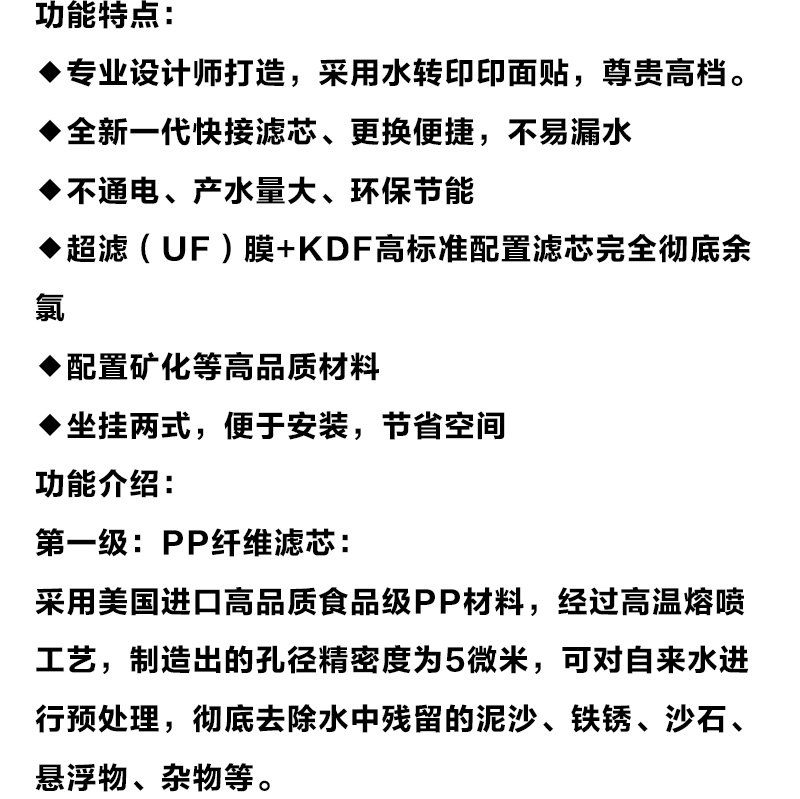 功能特点：
◆专业设计师打造，采用水转印印面贴，尊贵高档。
◆全新一代快接滤芯、更换便捷，不易漏水
◆不通电、产水量大、环保节能
◆超滤（UF）膜+KDF高标准配置滤芯完全彻底余
氯
◆配置矿化等高品质材料
◆坐挂两式，便于安装，节省空间
功能介绍：
第一级：PP纤维滤芯：
采用美国进口高品质食品级PP材料，经过高温熔喷
工艺，制造出的孔径精密度为5微米，可对自来水进
行预处理，彻底去除水中残留的泥沙、铁锈、沙石、
悬浮物、杂物等。